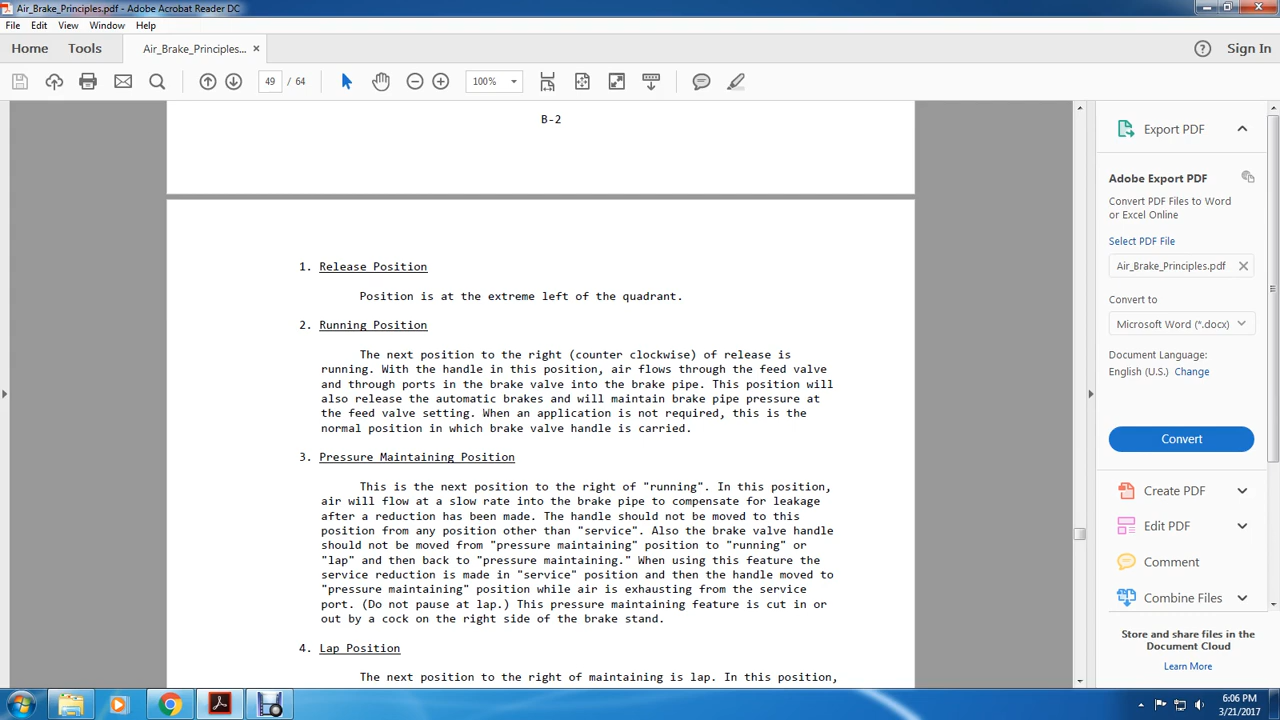 Air_Brake_Principles.pdf - Adobe Acrobat Reader DC
File Edit View Window Help
Home Tools Air_Brake_Principles... × Sign In
49 / 64 100%
B-2
1. Release Position
Position is at the extreme left of the quadrant.
2. Running Position
The next position to the right (counter clockwise) of release is
running. With the handle in this position, air flows through the feed valve
and through ports in the brake valve into the brake pipe. This position will
also release the automatic brakes and will maintain brake pipe pressure at
the feed valve setting. When an application is not required, this is the
normal position in which brake valve handle is carried.
3. Pressure Maintaining Position
This is the next position to the right of "running". In this position,
air will flow at a slow rate into the brake pipe to compensate for leakage
after a reduction has been made. The handle should not be moved to this
position from any position other than "service". Also the brake valve handle
should not be moved from "pressure maintaining" position to "running" or
"lap" and then back to "pressure maintaining." When using this feature the
service reduction is made in "service" position and then the handle moved to
"pressure maintaining" position while air is exhausting from the service
port. (Do not pause at lap.) This pressure maintaining feature is cut in or
out by a cock on the right side of the brake stand.
4. Lap Position
The next position to the right of maintaining is lap. In this position,
Export PDF
Adobe Export PDF
Convert PDF Files to Word
or Excel Online
Select PDF File
Air_Brake_Principles.pdf
Convert to
Microsoft Word (*.docx)
Document Language:
English (U.S.) Change
Convert
Create PDF
Edit PDF
Comment
Combine Files
Store and share files in the
Document Cloud
Learn More
6:06 PM
3/21/2017